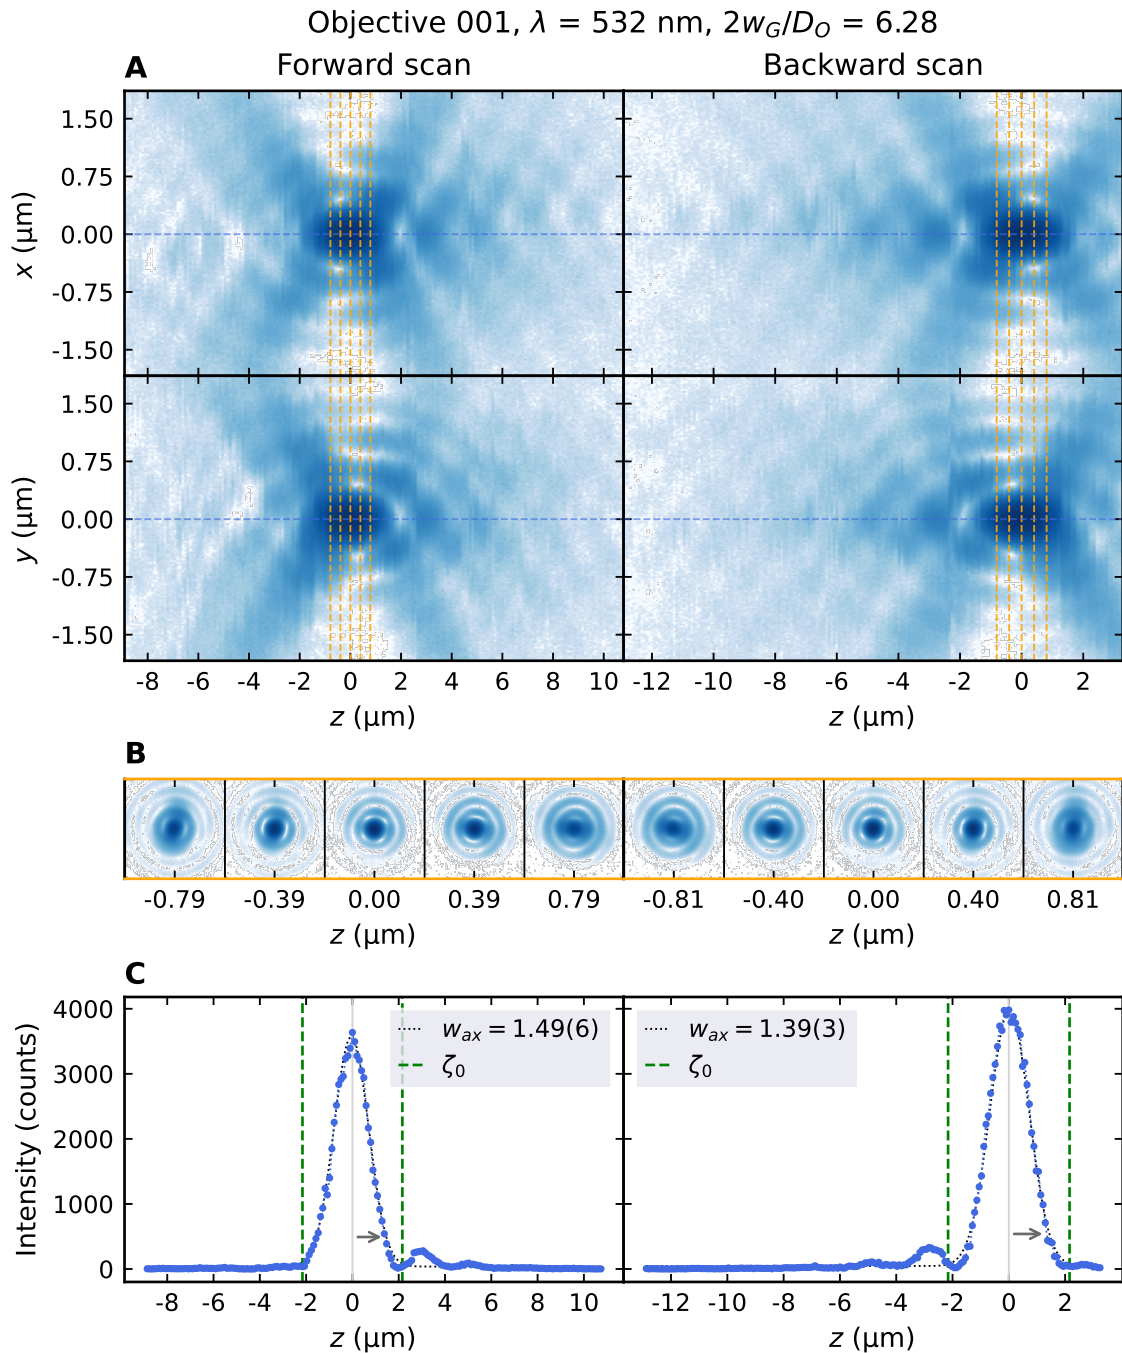 Objective 001, λ = 532 nm, 2w_G/D_O = 6.28
A
Forward scan
Backward scan
1.50
0.75
0.00
-0.75
-1.50
x (μm)
1.50
0.75
0.00
-0.75
-1.50
y (μm)
-8 -6 -4 -2 0 2 4 6 8 10
z (μm)
-12 -10 -8 -6 -4 -2 0 2
z (μm)
B
-0.79 -0.39 0.00 0.39 0.79
z (μm)
-0.81 -0.40 0.00 0.40 0.81
z (μm)
C
4000
3000
2000
1000
0
Intensity (counts)
w_ax = 1.49(6)
ζ₀
w_ax = 1.39(3)
ζ₀
-8 -6 -4 -2 0 2 4 6 8 10
z (μm)
-12 -10 -8 -6 -4 -2 0 2
z (μm)